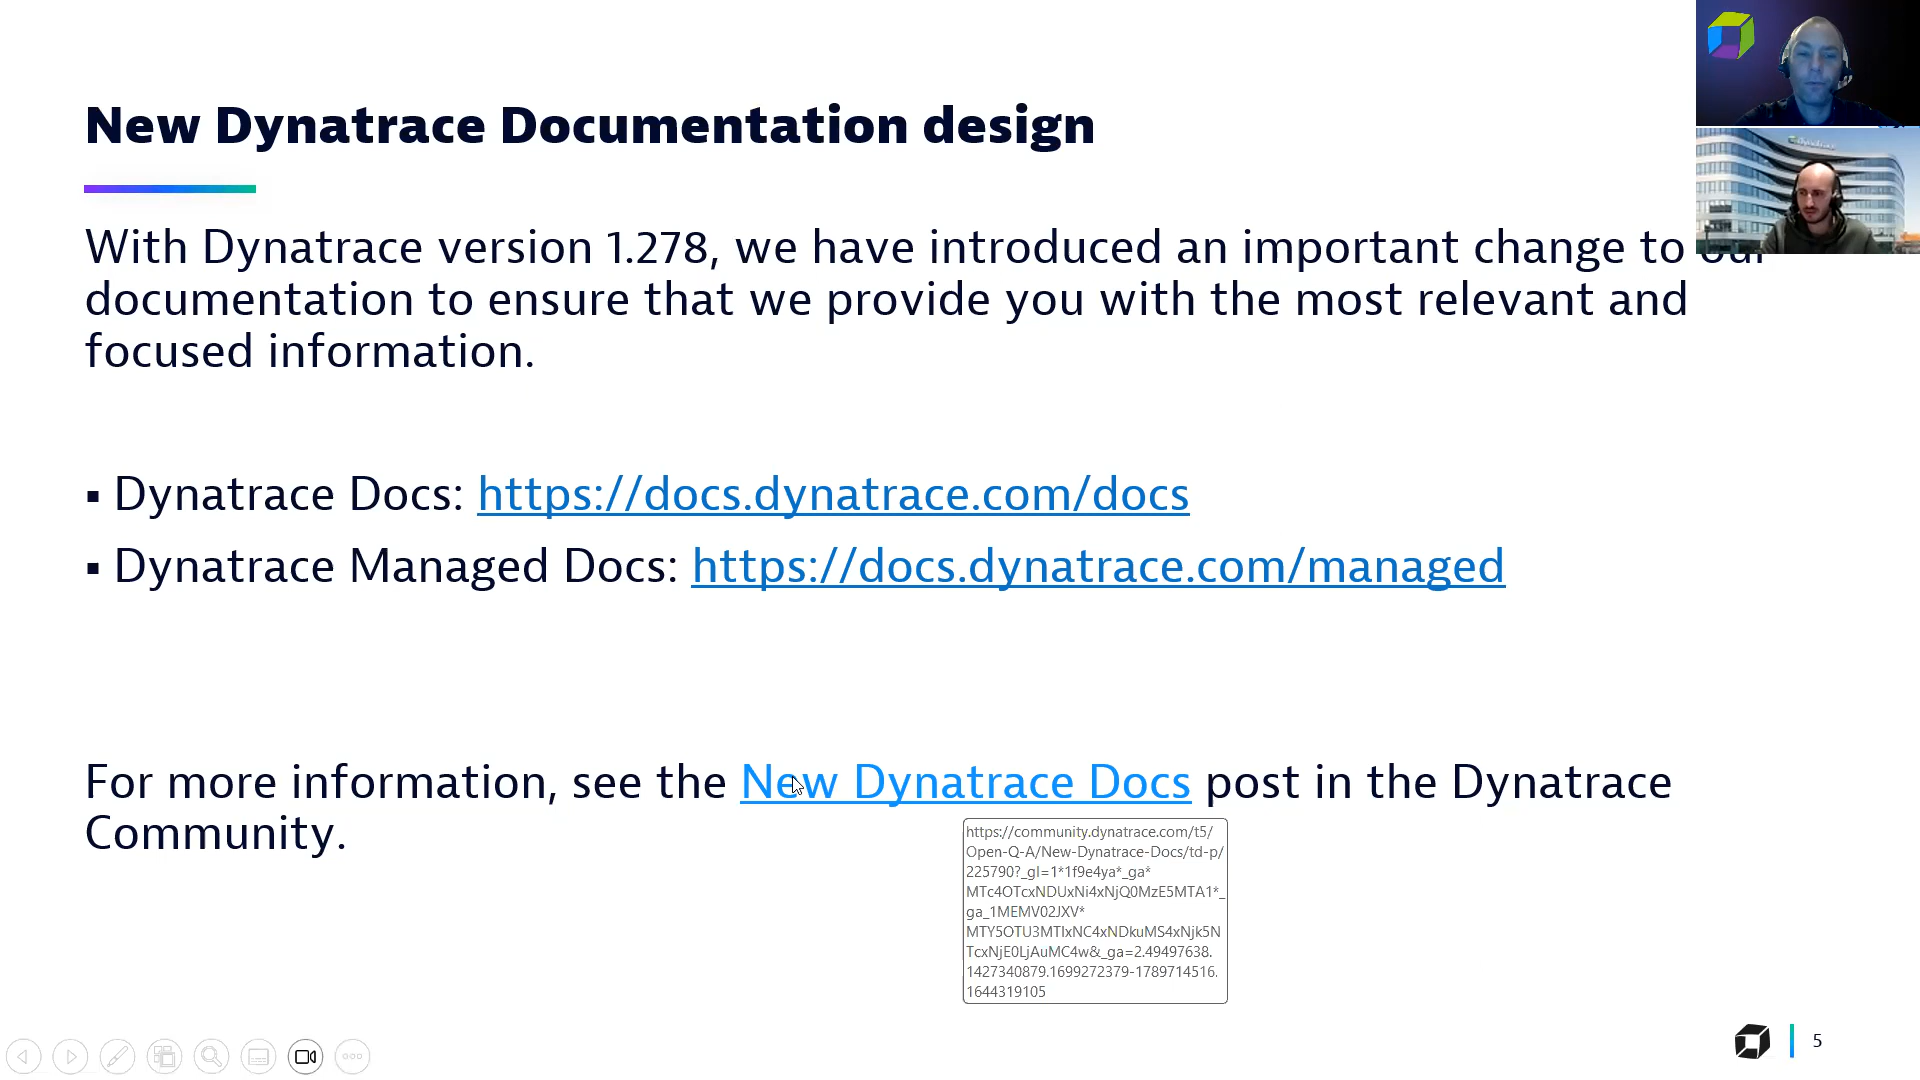 New Dynatrace Documentation design
With Dynatrace version 1.278, we have introduced an important change to our
documentation to ensure that we provide you with the most relevant and
focused information.
▪ Dynatrace Docs: https://docs.dynatrace.com/docs
▪ Dynatrace Managed Docs: https://docs.dynatrace.com/managed
For more information, see the New Dynatrace Docs post in the Dynatrace
Community.
https://community.dynatrace.com/t5/
Open-Q-A/New-Dynatrace-Docs/td-p/
225790?_gl=1*1f9e4ya*_ga*
MTc4OTcxNDUxNi4xNjQ0MzE5MTA1*_
ga_1MEMV02JXV*
MTY5OTU3MTIxNC4xNDkuMS4xNjk5N
TcxNjE0LjAuMC4w&_ga=2.49497638.
1427340879.1699272379-1789714516.
1644319105
5